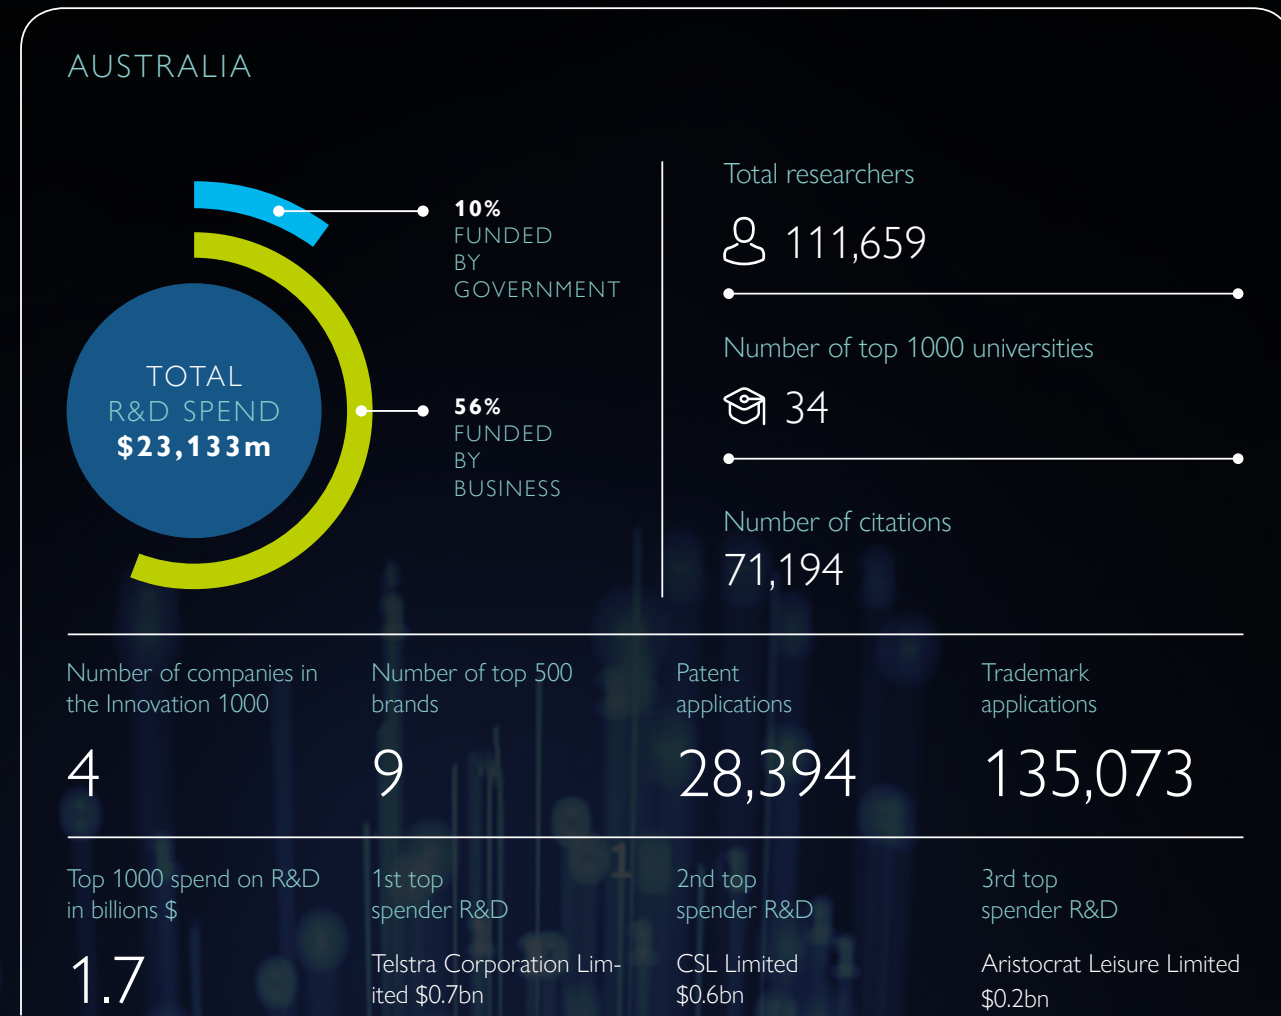 AUSTRALIA
10%
FUNDED
BY
GOVERNMENT
TOTAL
R&D SPEND
$23,133m
56%
FUNDED
BY
BUSINESS
Total researchers
111,659
Number of top 1000 universities
34
Number of citations
71,194
Number of companies in
the Innovation 1000
4
Number of top 500
brands
9
Patent
applications
28,394
Trademark
applications
135,073
Top 1000 spend on R&D
in billions $
1.7
1st top
spender R&D
Telstra Corporation Lim-
ited $0.7bn
2nd top
spender R&D
CSL Limited
$0.6bn
3rd top
spender R&D
Aristocrat Leisure Limited
$0.2bn